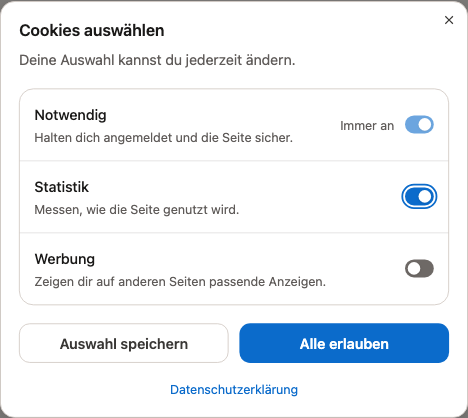 Cookies auswählen
Deine Auswahl kannst du jederzeit ändern.
Notwendig
Halten dich angemeldet und die Seite sicher.
Immer an
Statistik
Messen, wie die Seite genutzt wird.
Werbung
Zeigen dir auf anderen Seiten passende Anzeigen.
Auswahl speichern
Alle erlauben
Datenschutzerklärung